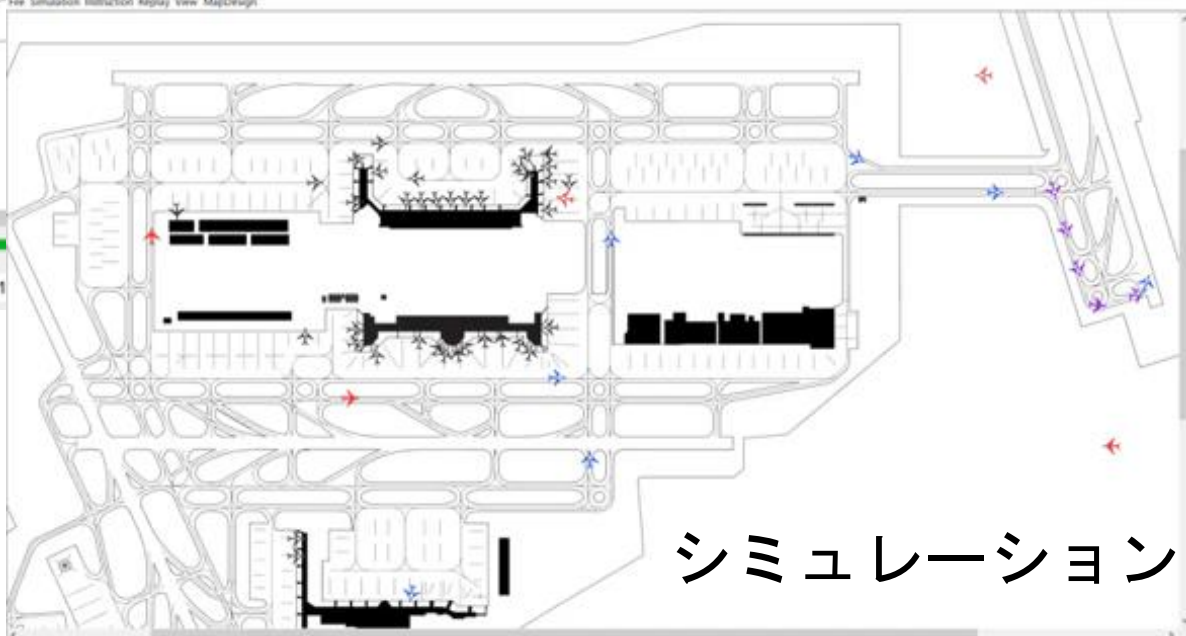 File Simulation Instruction Replay View MapDesign
シミュレーション